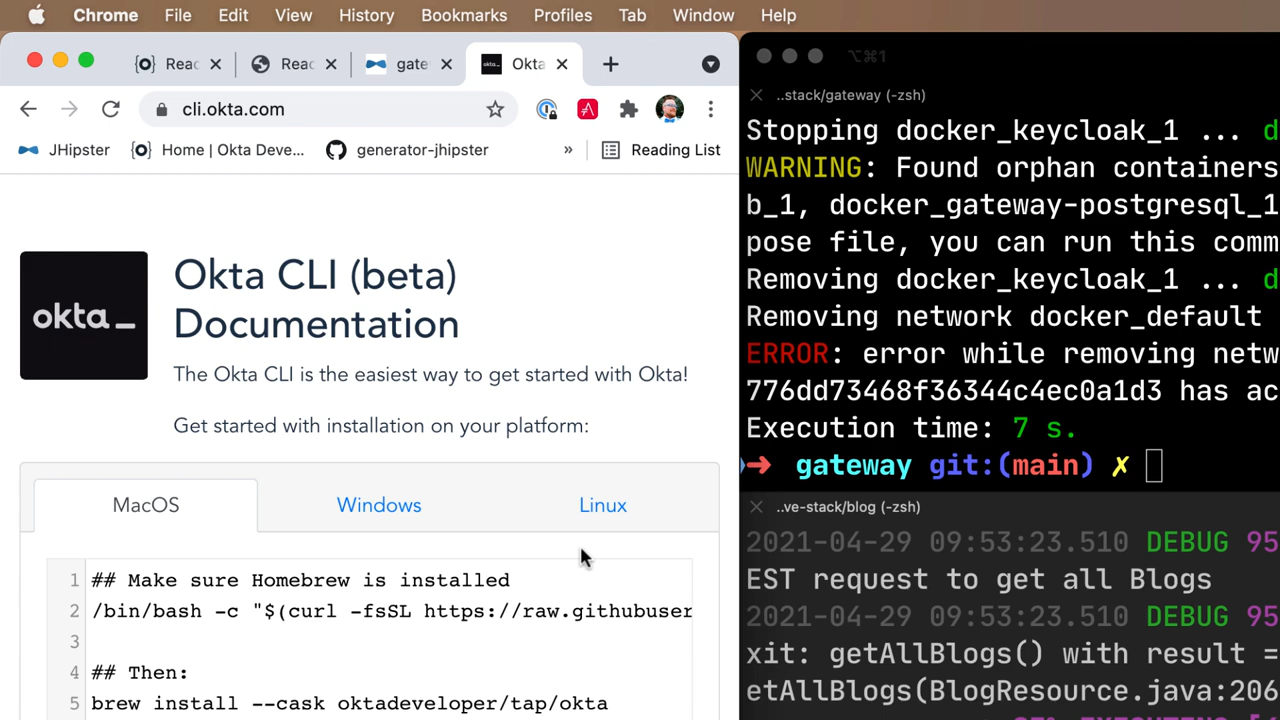 Chrome File Edit View History Bookmarks Profiles Tab Window Help
Reac Reac gate Okta
cli.okta.com
JHipster Home | Okta Deve... generator-jhipster » Reading List
okta
Okta CLI (beta)
Documentation
The Okta CLI is the easiest way to get started with Okta!
Get started with installation on your platform:
MacOS Windows Linux
1 ## Make sure Homebrew is installed
2 /bin/bash -c "$(curl -fsSL https://raw.githubuser
3
4 ## Then:
5 brew install --cask oktadeveloper/tap/okta
⌥⌘1
..stack/gateway (-zsh)
Stopping docker_keycloak_1 ... d
WARNING: Found orphan containers
b_1, docker_gateway-postgresql_1
pose file, you can run this comm
Removing docker_keycloak_1 ... d
Removing network docker_default
ERROR: error while removing netw
776dd73468f36344c4ec0a1d3 has ac
Execution time: 7 s.
➜ gateway git:(main) ✗
..ve-stack/blog (-zsh)
2021-04-29 09:53:23.510 DEBUG 95
EST request to get all Blogs
2021-04-29 09:53:23.510 DEBUG 95
xit: getAllBlogs() with result =
etAllBlogs(BlogResource.java:206